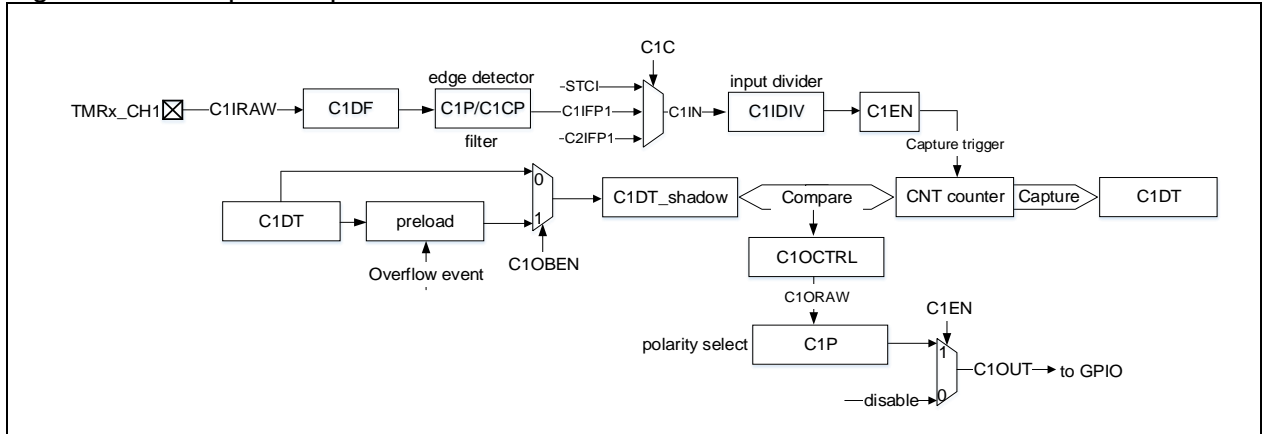 C1C
edge detector
input divider
-STCI
TMRx_CH1
C1IRAW
C1DF
C1P/C1CP
C1IFP1
C1IN
C1IDIV
C1EN
-C2IFP1
filter
Capture trigger
0
C1DT_shadow
Compare
CNT counter
Capture
C1DT
C1DT
preload
1
C1OBEN
Overflow event
C1OCTRL
C1ORAW
C1EN
polarity select
C1P
1
C1OUT
to GPIO
disable
0